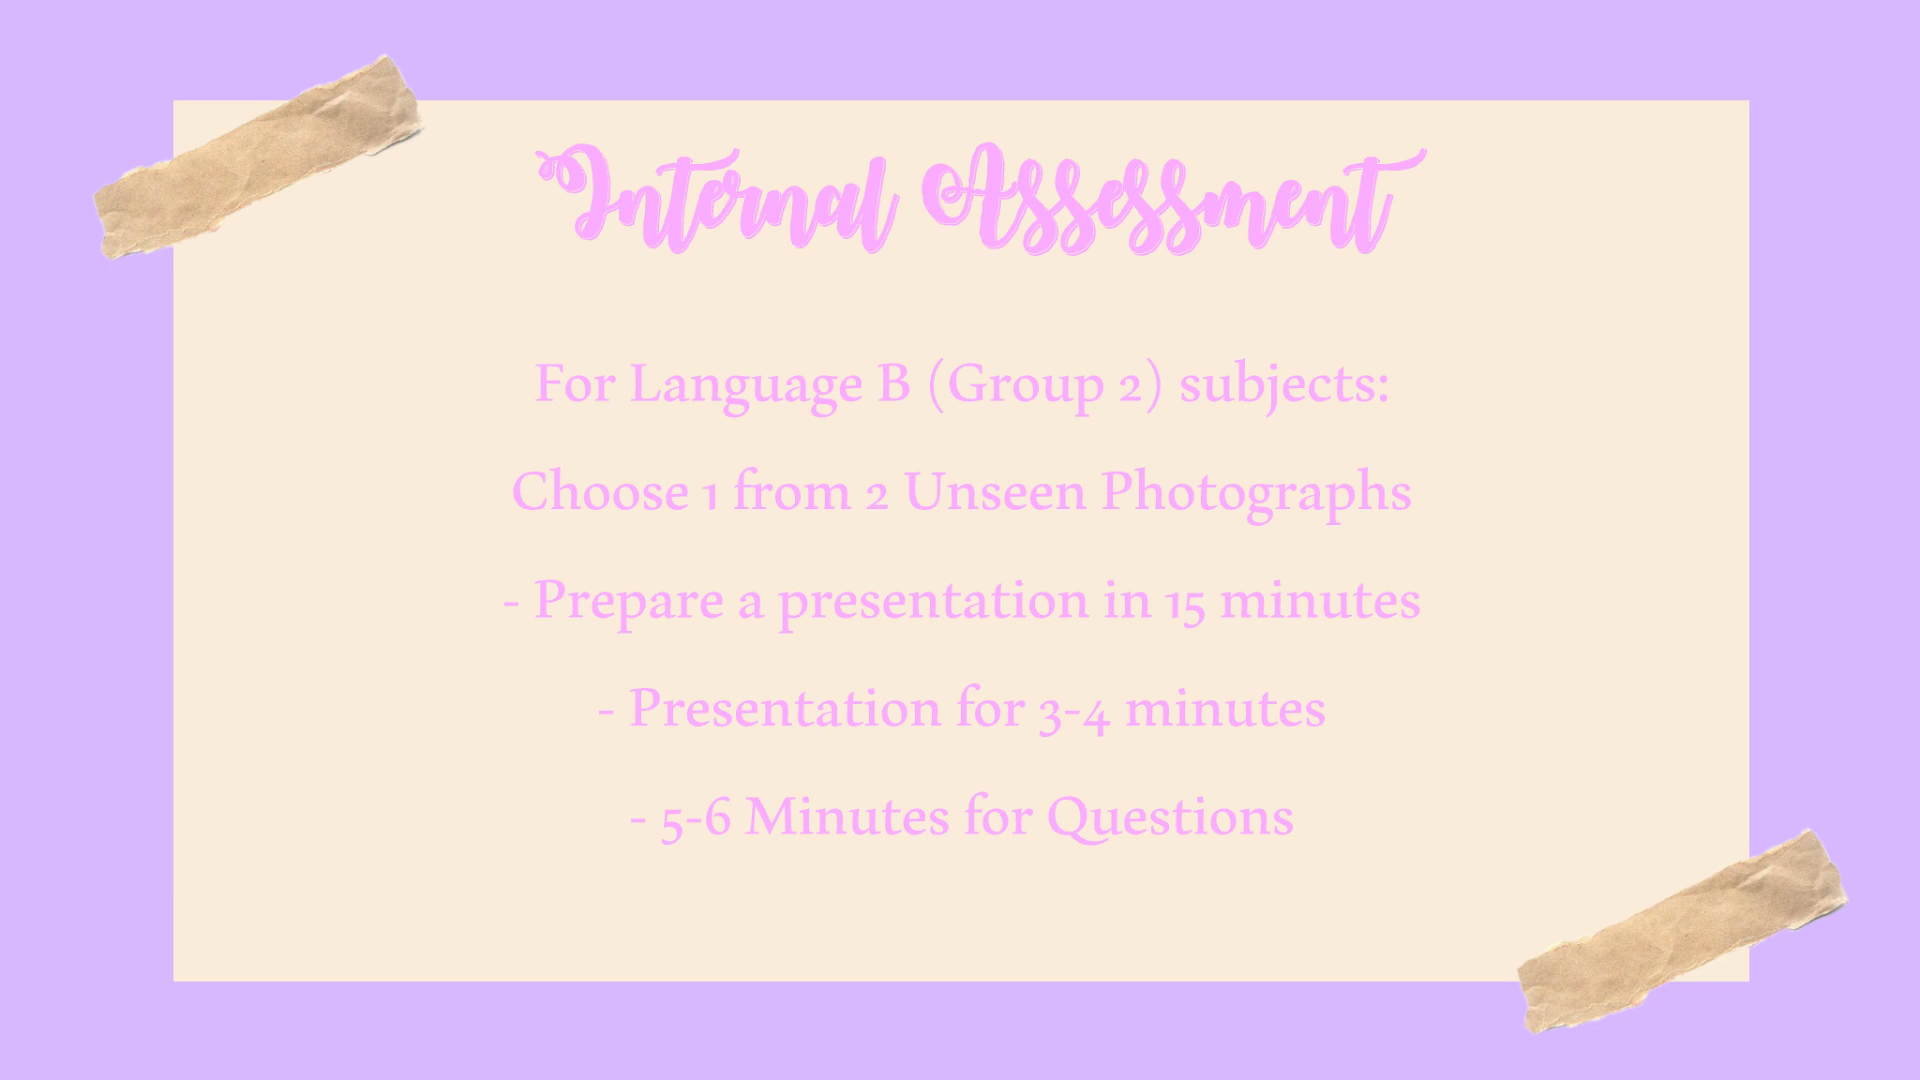 Internal Assessment
For Language B (Group 2) subjects:
Choose 1 from 2 Unseen Photographs
- Prepare a presentation in 15 minutes
- Presentation for 3-4 minutes
- 5-6 Minutes for Questions